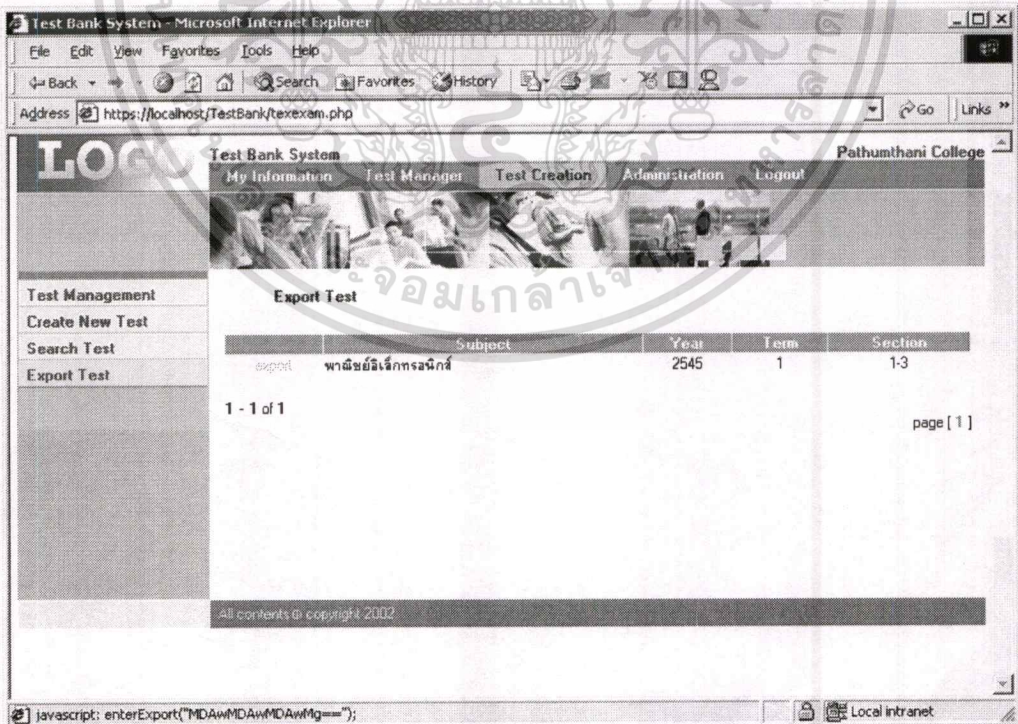 Test Bank System - Microsoft Internet Explorer
File Edit View Favorites Tools Help
Back Search Favorites History
Address https://localhost/TestBank/texexam.php Go Links »
LOGO Test Bank System Pathumthani College
My Information Test Manager Test Creation Administration Logout
Test Management
Create New Test
Search Test
Export Test
Export Test
Subject Year Term Section
export พาณิชย์อิเล็กทรอนิกส์ 2545 1 1-3
1 - 1 of 1
page [ 1 ]
All contents © copyright 2002
javascript: enterExport("MDAwMDAwMDAwMg=="); Local intranet